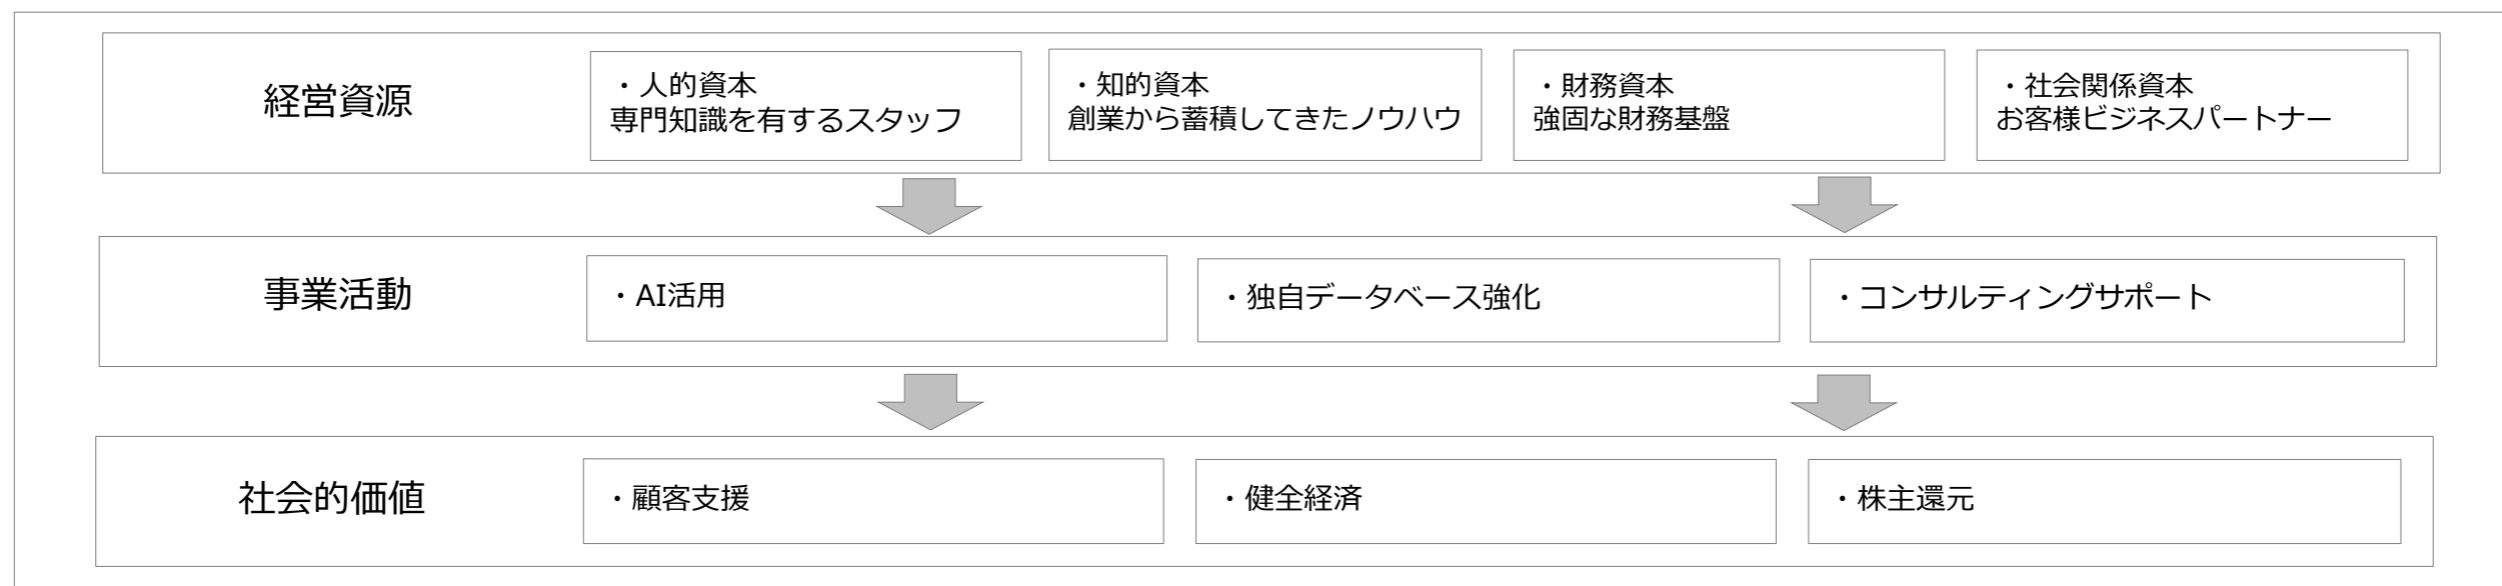 経営資源
・人的資本
専門知識を有するスタッフ
・知的資本
創業から蓄積してきたノウハウ
・財務資本
強固な財務基盤
・社会関係資本
お客様ビジネスパートナー
事業活動
・AI活用
・独自データベース強化
・コンサルティングサポート
社会的価値
・顧客支援
・健全経済
・株主還元